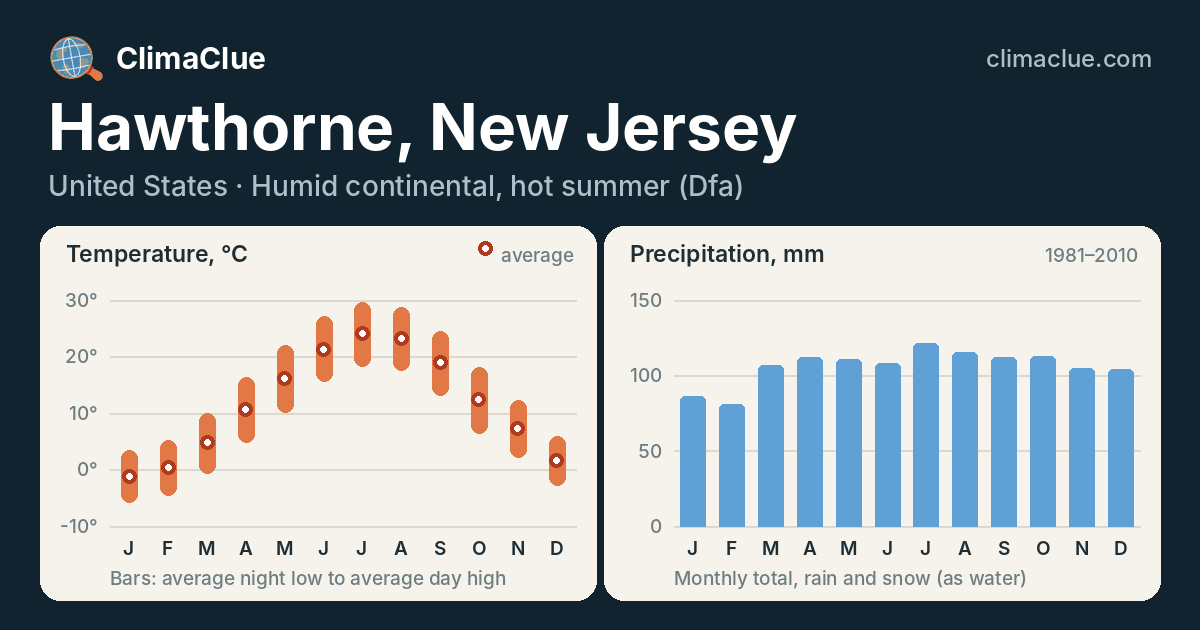 ClimaClue
climaclue.com
Hawthorne, New Jersey
United States · Humid continental, hot summer (Dfa)
Temperature, °C
average
30°
20°
10°
0°
-10°
J F M A M J J A S O N D
Bars: average night low to average day high
Precipitation, mm
1981–2010
150
100
50
0
J F M A M J J A S O N D
Monthly total, rain and snow (as water)